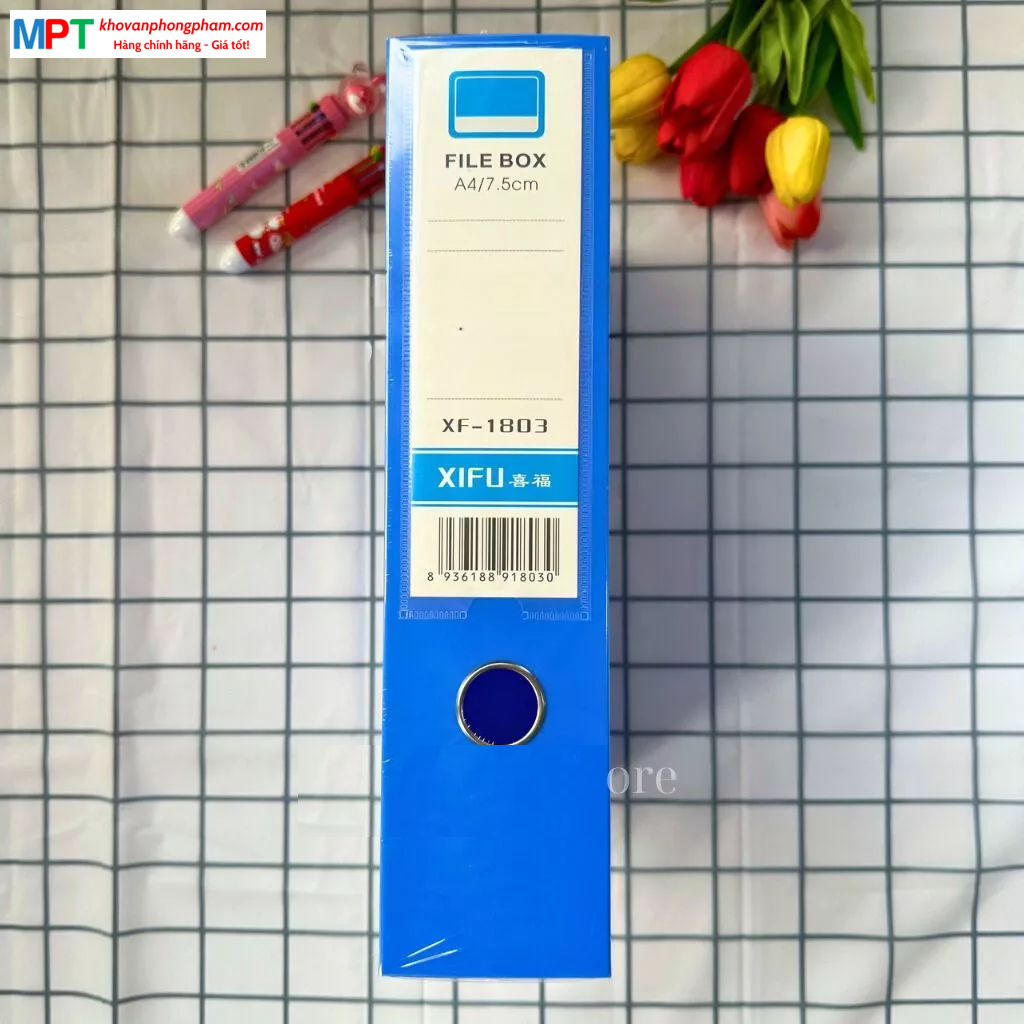 MPT khovanphongpham.com
Hàng chính hãng - Giá tốt!
FILE BOX
A4/7.5cm
XF-1803
XIFU 喜福
8 936188 918030
ore